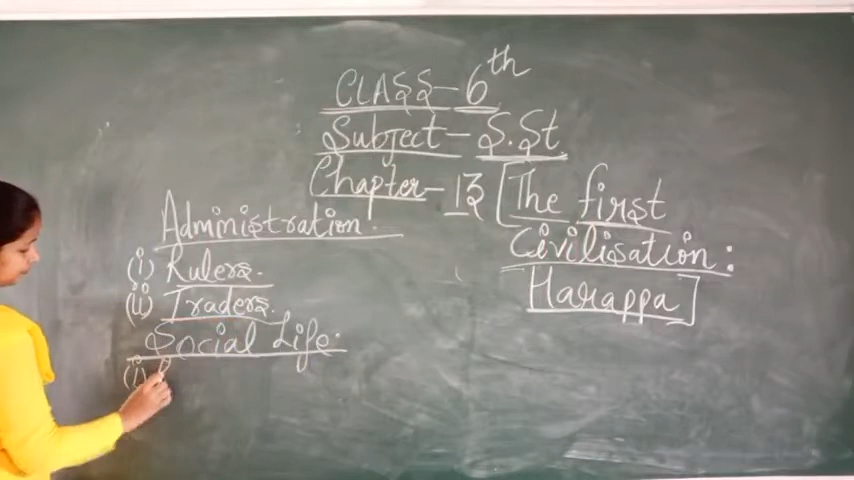 CLASS - 6th
Subject - S.St
Chapter - 13 [The first
Civilisation:
Harappa]
Administration.
(i) Rulers.
(ii) Traders.
Social Life.
(i)